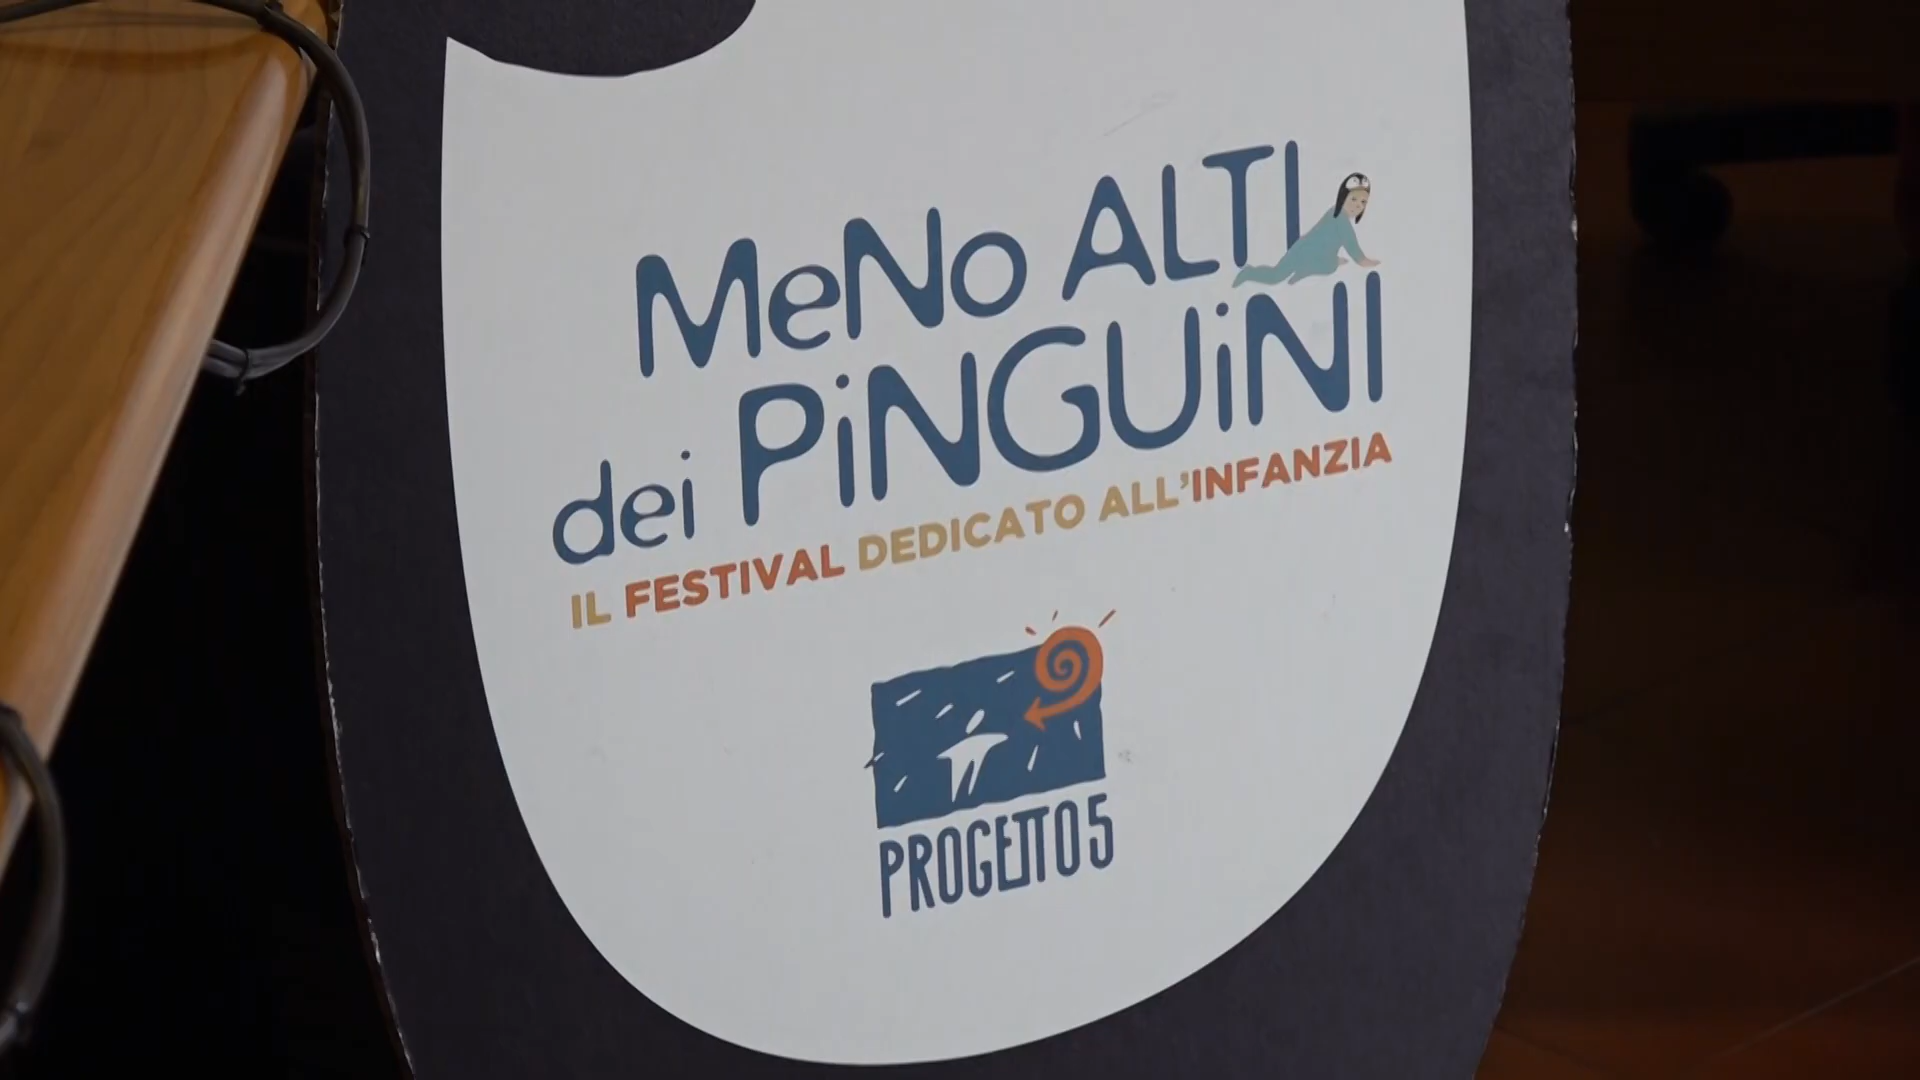 MeNo ALTI
dei PiNGUiNI
IL FESTIVAL DEDICATO ALL'INFANZIA
PROGETTO 5